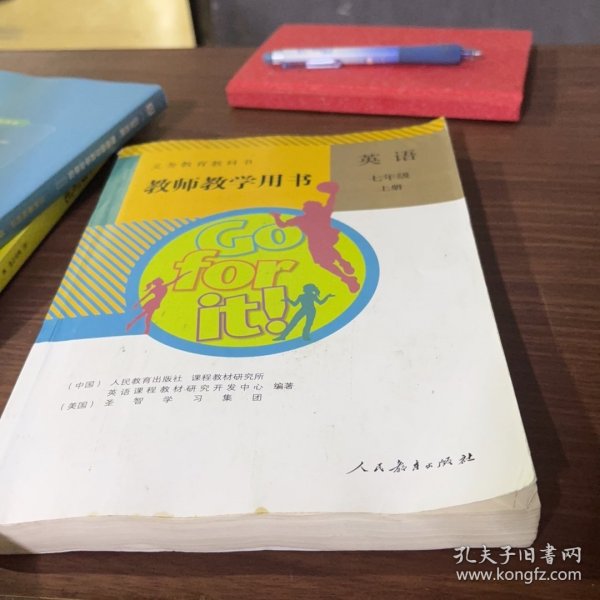 义务教育教科书
英语
教师教学用书
七年级
上册
Go
for
it!
(中国) 人民教育出版社 课程教材研究所
英语课程教材研究开发中心 编著
(美国) 圣智学习集团
人民教育出版社
孔夫子旧书网
www.kongfz.com